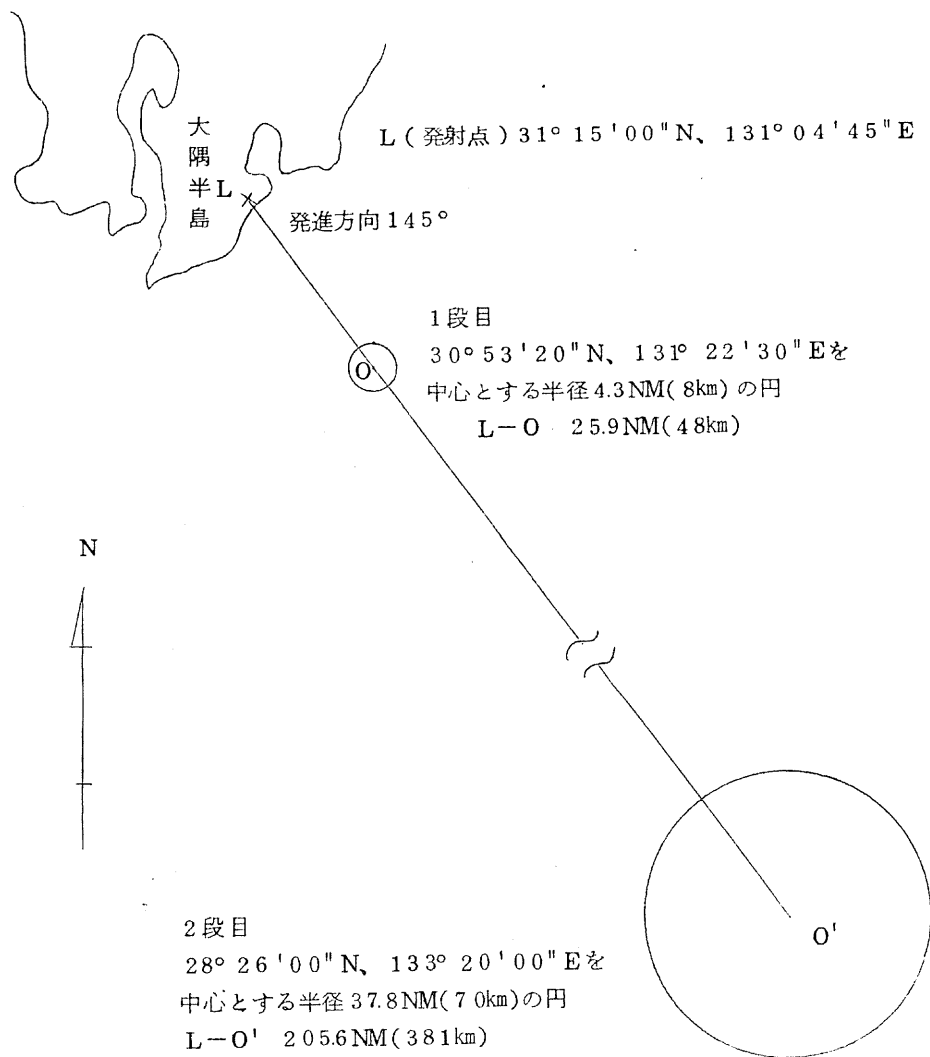 大隅半島
L
L(発射点)31°15'00"N、131°04'45"E
発進方向145°
1段目
30°53'20"N、131°22'30"Eを
中心とする半径4.3NM(8km)の円
L-O 25.9NM(48km)
O
N
2段目
28°26'00"N、133°20'00"Eを
中心とする半径37.8NM(70km)の円
L-O' 205.6NM(381km)
O'